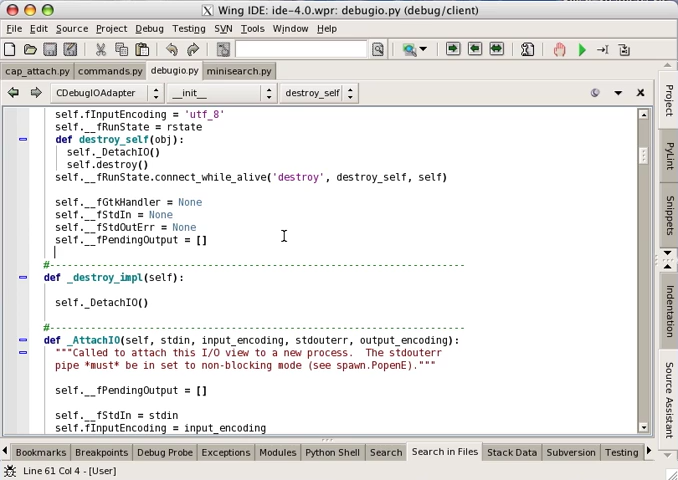 Wing IDE: ide-4.0.wpr: debugio.py (debug/client)
File Edit Source Project Debug Testing SVN Tools Window Help
cap_attach.py commands.py debugio.py minisearch.py
CDebugIOAdapter __init__ destroy_self
self.fInputEncoding = 'utf_8'
self.__fRunState = rstate
def destroy_self(obj):
self._DetachIO()
self.destroy()
self.__fRunState.connect_while_alive('destroy', destroy_self, self)
self.__fGtkHandler = None
self.__fStdIn = None
self.__fStdOutErr = None
self.__fPendingOutput = []
#-----------------------------------------------------------------------
def _destroy_impl(self):
self._DetachIO()
#-----------------------------------------------------------------------
def _AttachIO(self, stdin, input_encoding, stdouterr, output_encoding):
"""Called to attach this I/O view to a new process.  The stdouterr
pipe *must* be in set to non-blocking mode (see spawn.PopenE)."""
self.__fPendingOutput = []
self.__fStdIn = stdin
self.fInputEncoding = input_encoding
Project
PyLint
Snippets
Indentation
Source Assistant
Bookmarks Breakpoints Debug Probe Exceptions Modules Python Shell Search Search in Files Stack Data Subversion Testing
Line 61 Col 4 - [User]